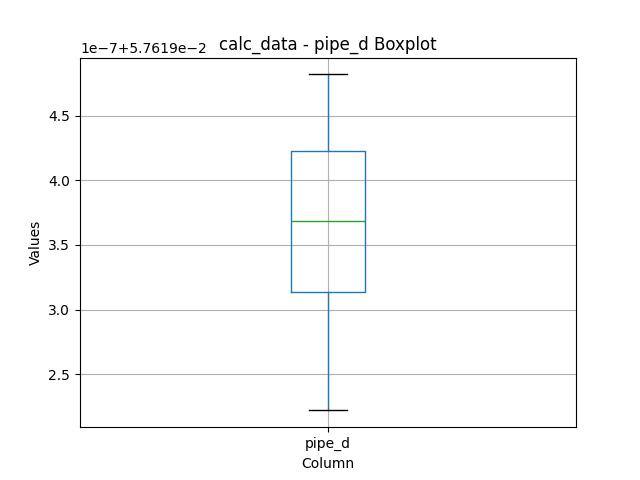 calc_data - pipe_d Boxplot
1e−7+5.7619e−2
4.5
4.0
3.5
3.0
2.5
Values
pipe_d
Column